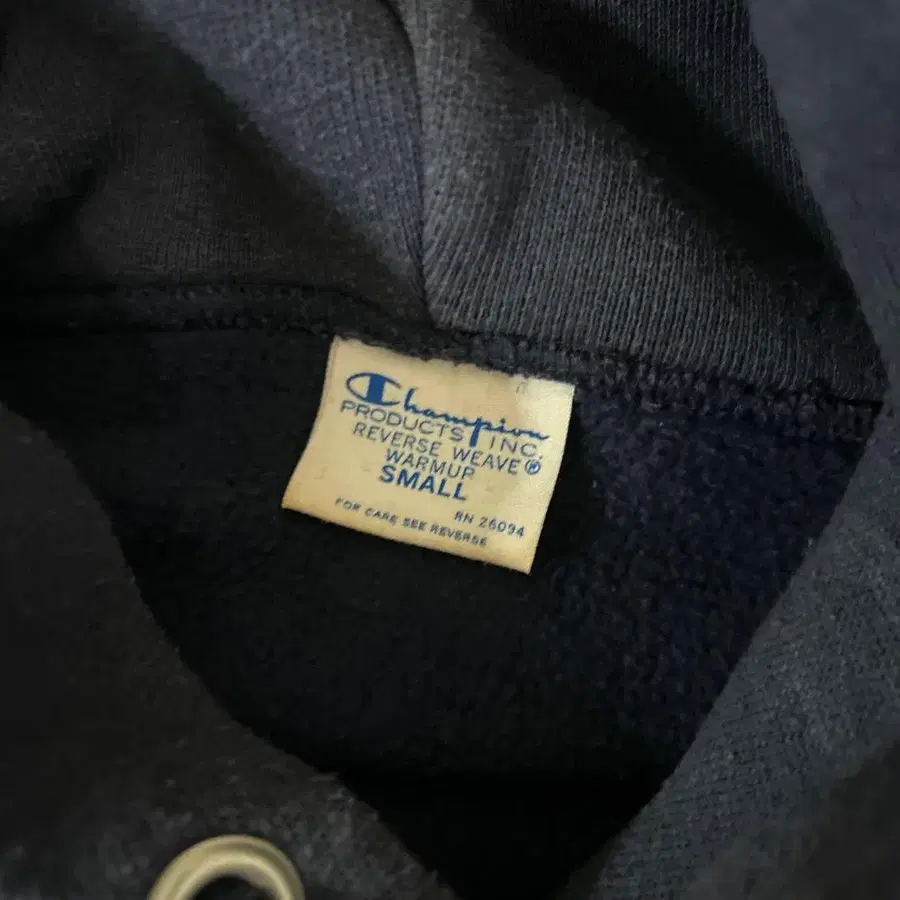 Champion
PRODUCTS INC.
REVERSE WEAVE ®
WARMUP
SMALL
RN 26094
FOR CARE SEE REVERSE